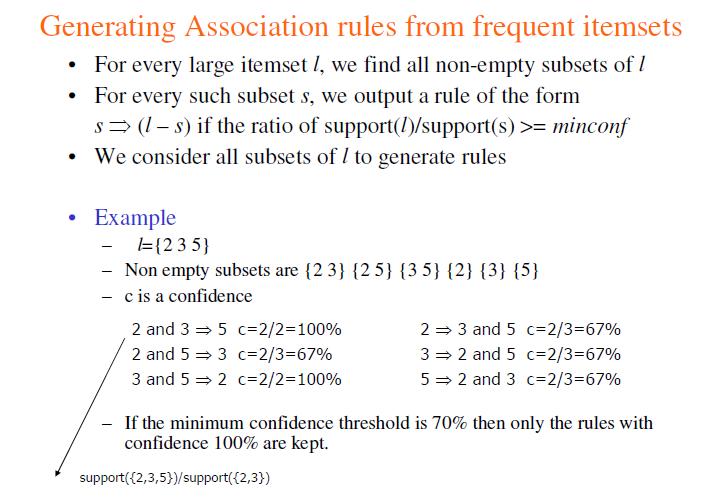 Generating Association rules from frequent itemsets
• For every large itemset l, we find all non-empty subsets of l
• For every such subset s, we output a rule of the form
s ⇒ (l – s) if the ratio of support(l)/support(s) >= minconf
• We consider all subsets of l to generate rules
• Example
– l={2 3 5}
– Non empty subsets are {2 3} {2 5} {3 5} {2} {3} {5}
– c is a confidence
2 and 3 ⇒ 5 c=2/2=100%
2 and 5 ⇒ 3 c=2/3=67%
3 and 5 ⇒ 2 c=2/2=100%
2 ⇒ 3 and 5 c=2/3=67%
3 ⇒ 2 and 5 c=2/3=67%
5 ⇒ 2 and 3 c=2/3=67%
– If the minimum confidence threshold is 70% then only the rules with
confidence 100% are kept.
support({2,3,5})/support({2,3})